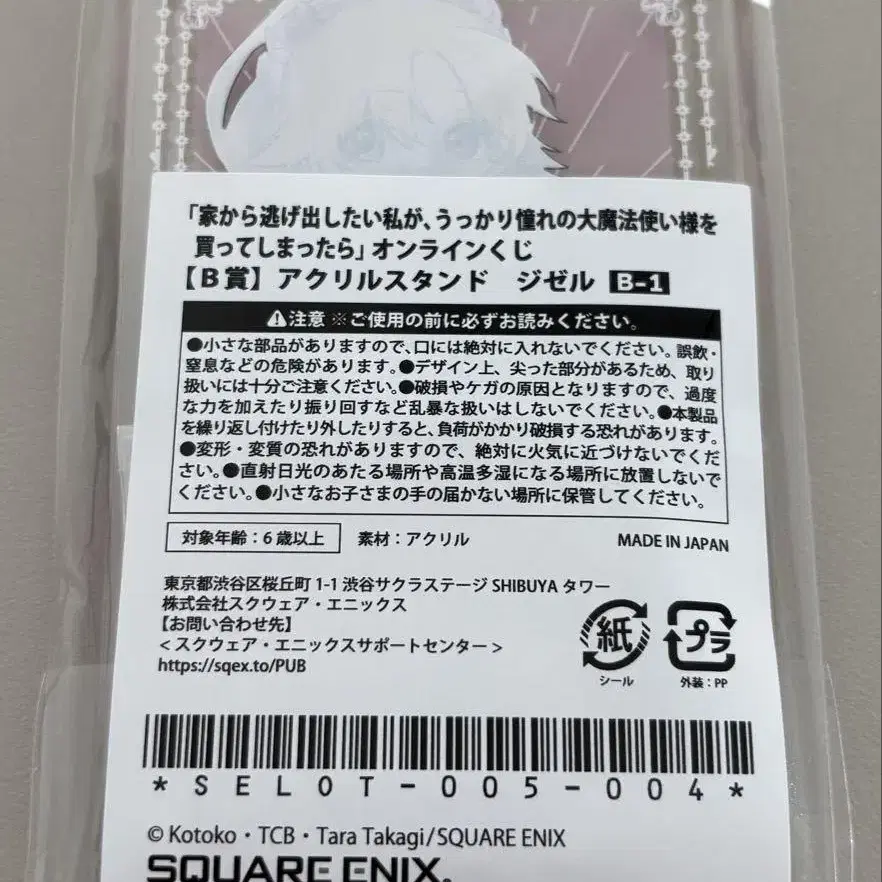 「家から逃げ出したい私が、うっかり憧れの大魔法使い様を
買ってしまったら」オンラインくじ
【B賞】アクリルスタンド　ジゼル B-1
⚠注意 ※ご使用の前に必ずお読みください。
●小さな部品がありますので、口には絶対に入れないでください。誤飲・
窒息などの危険があります。●デザイン上、尖った部分があるため、取り
扱いには十分ご注意ください。●破損やケガの原因となりますので、過度
な力を加えたり振り回すなど乱暴な扱いはしないでください。●本製品
を繰り返し付けたり外したりすると、負荷がかかり破損する恐れがあります。
●変形・変質の恐れがありますので、絶対に火気に近づけないでくだ
さい。●直射日光のあたる場所や高温多湿になる場所に放置しないで
ください。●小さなお子さまの手の届かない場所に保管してください。
対象年齢：6歳以上　素材：アクリル　MADE IN JAPAN
東京都渋谷区桜丘町 1-1 渋谷サクラステージ SHIBUYA タワー
株式会社スクウェア・エニックス
【お問い合わせ先】
＜スクウェア・エニックスサポートセンター＞
https://sqex.to/PUB
紙 プラ
シール 外装：PP
*SEL0T-005-004*
© Kotoko・TCB・Tara Takagi/SQUARE ENIX
SQUARE ENIX.